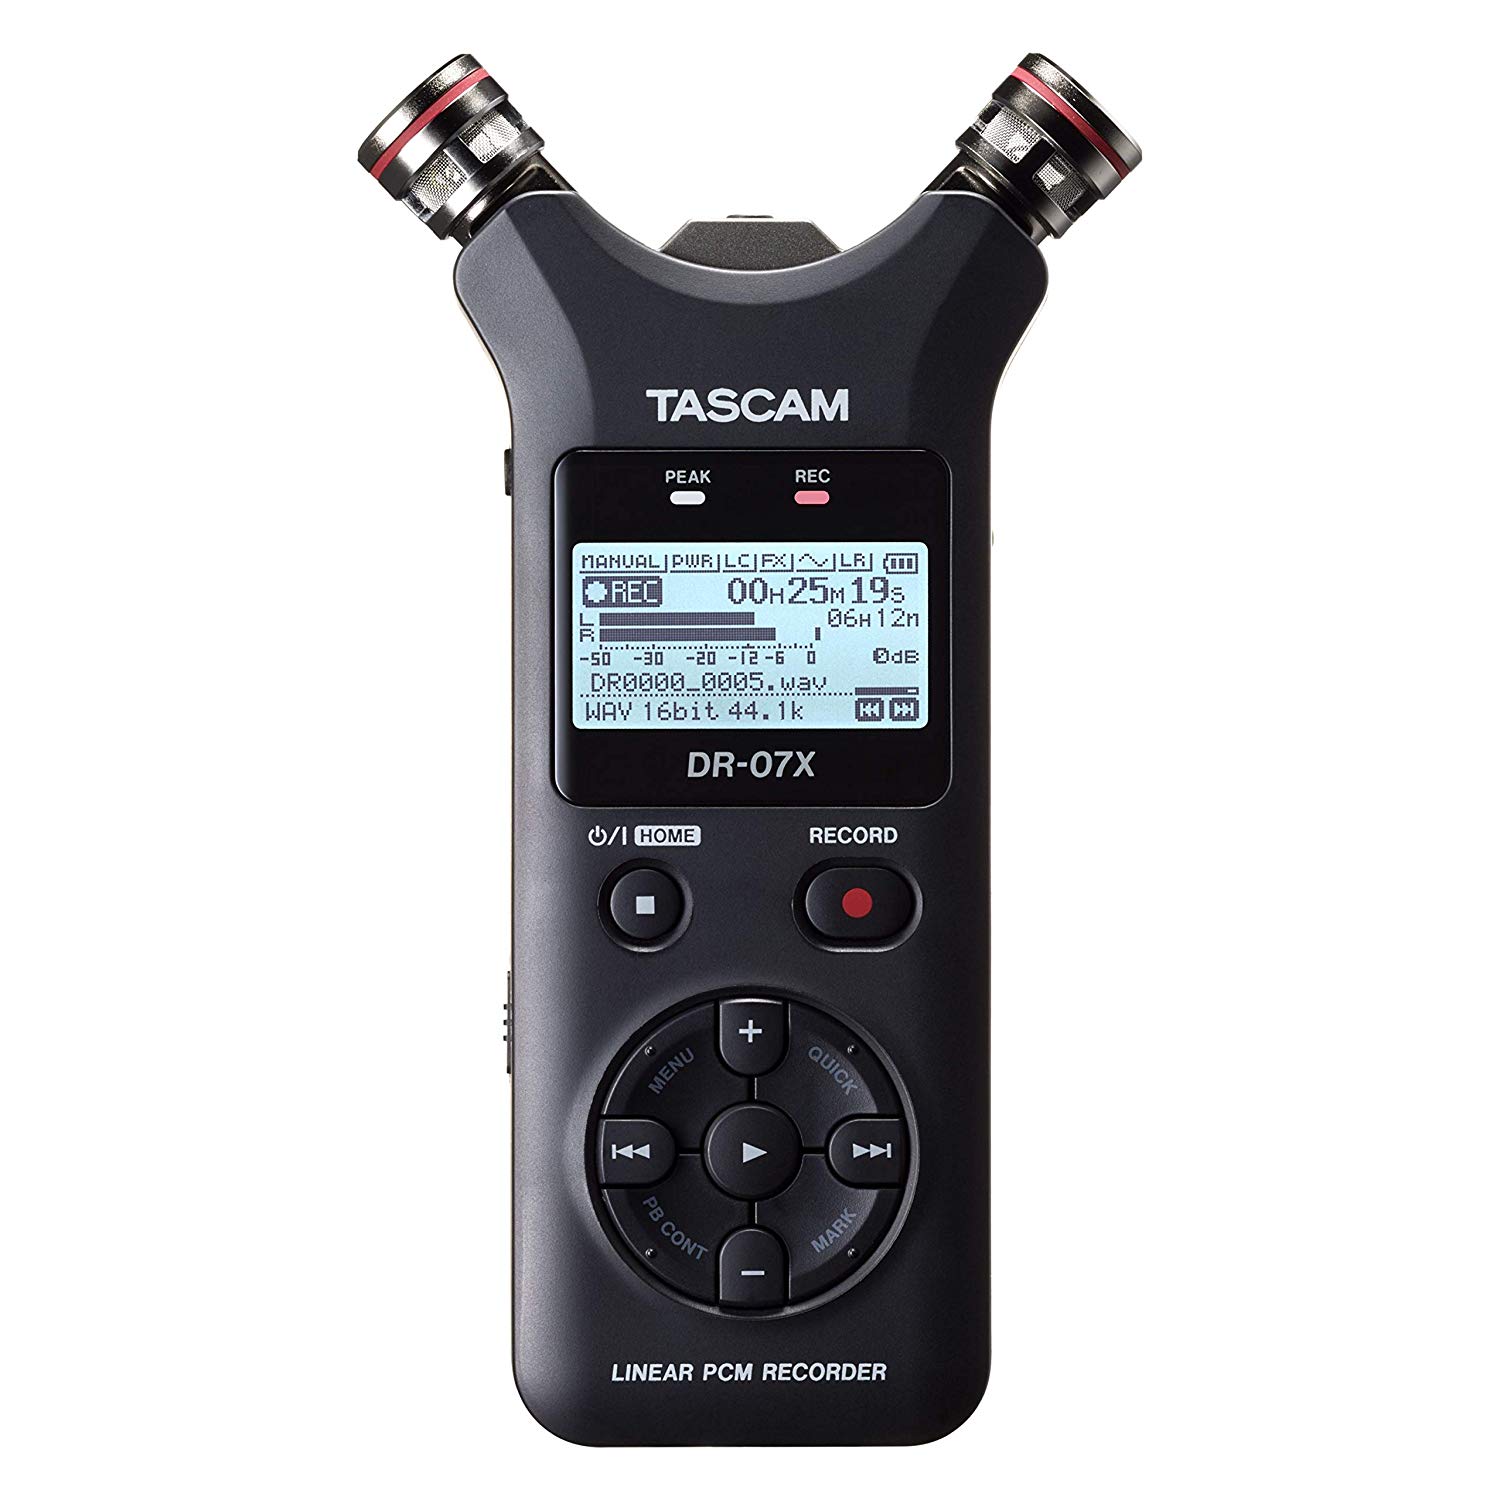 TASCAM
PEAK REC
MANUAL|PWR|LC|FX|LR|
REC 00H25M19S
L 06H12M
R
-50 -30 -20 -12 -6 0 0dB
DR0000_0005.wav
WAV 16bit 44.1k
DR-07X
HOME RECORD
+
MENU QUICK
PB CONT MARK
−
LINEAR PCM RECORDER